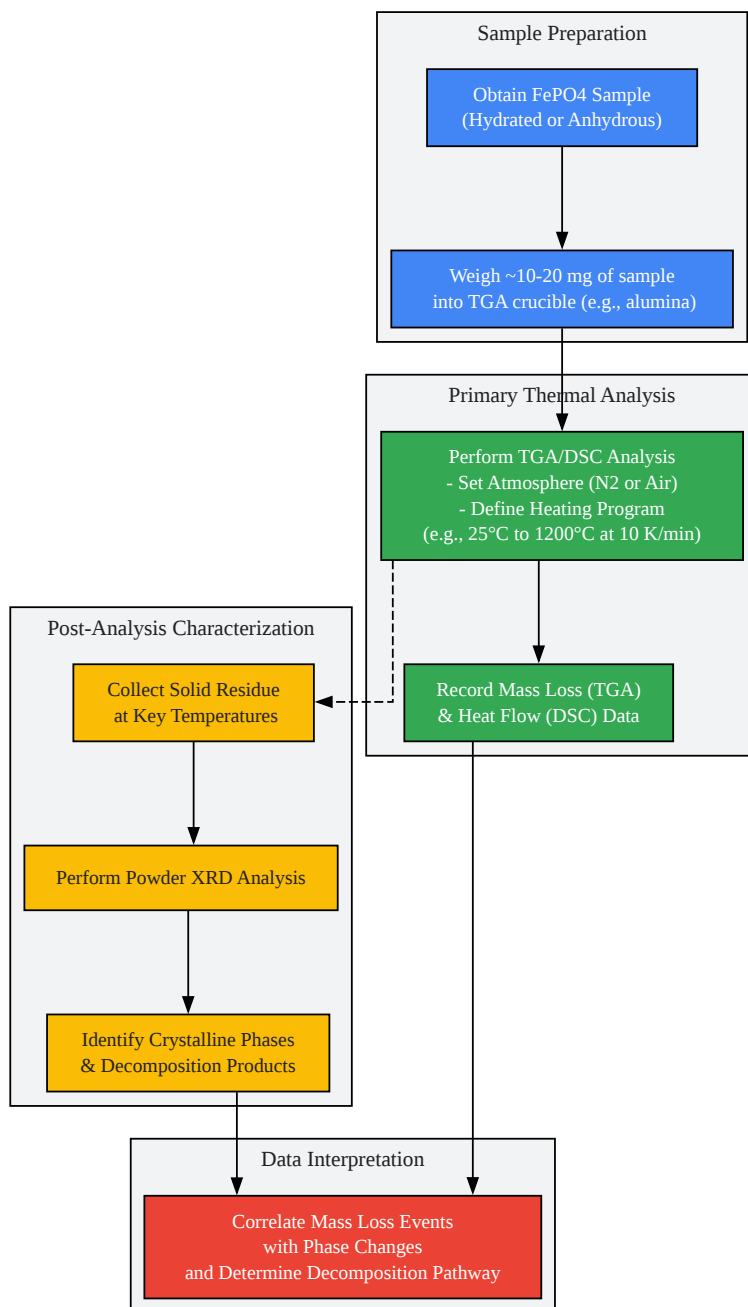 Sample Preparation
Obtain FePO4 Sample
(Hydrated or Anhydrous)
Weigh ~10-20 mg of sample
into TGA crucible (e.g., alumina)
Primary Thermal Analysis
Perform TGA/DSC Analysis
- Set Atmosphere (N2 or Air)
- Define Heating Program
(e.g., 25°C to 1200°C at 10 K/min)
Record Mass Loss (TGA)
& Heat Flow (DSC) Data
Post-Analysis Characterization
Collect Solid Residue
at Key Temperatures
Perform Powder XRD Analysis
Identify Crystalline Phases
& Decomposition Products
Data Interpretation
Correlate Mass Loss Events
with Phase Changes
and Determine Decomposition Pathway